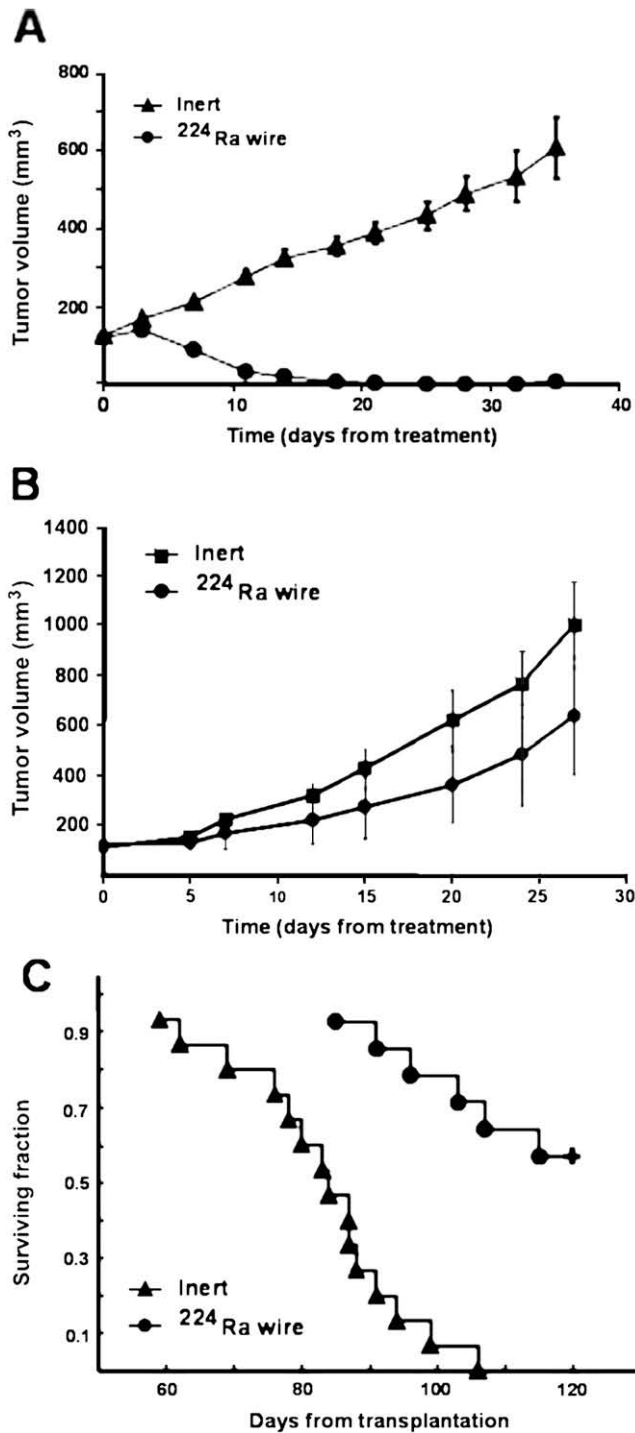 A
800
600
400
200
0
10
20
30
40
Tumor volume (mm³)
Time (days from treatment)
Inert
²²⁴Ra wire
B
1400
1200
1000
800
600
400
200
0
5
10
15
20
25
30
Tumor volume (mm³)
Time (days from treatment)
Inert
²²⁴Ra wire
C
0.9
0.7
0.5
0.3
0.1
60
80
100
120
Surviving fraction
Days from transplantation
Inert
²²⁴Ra wire